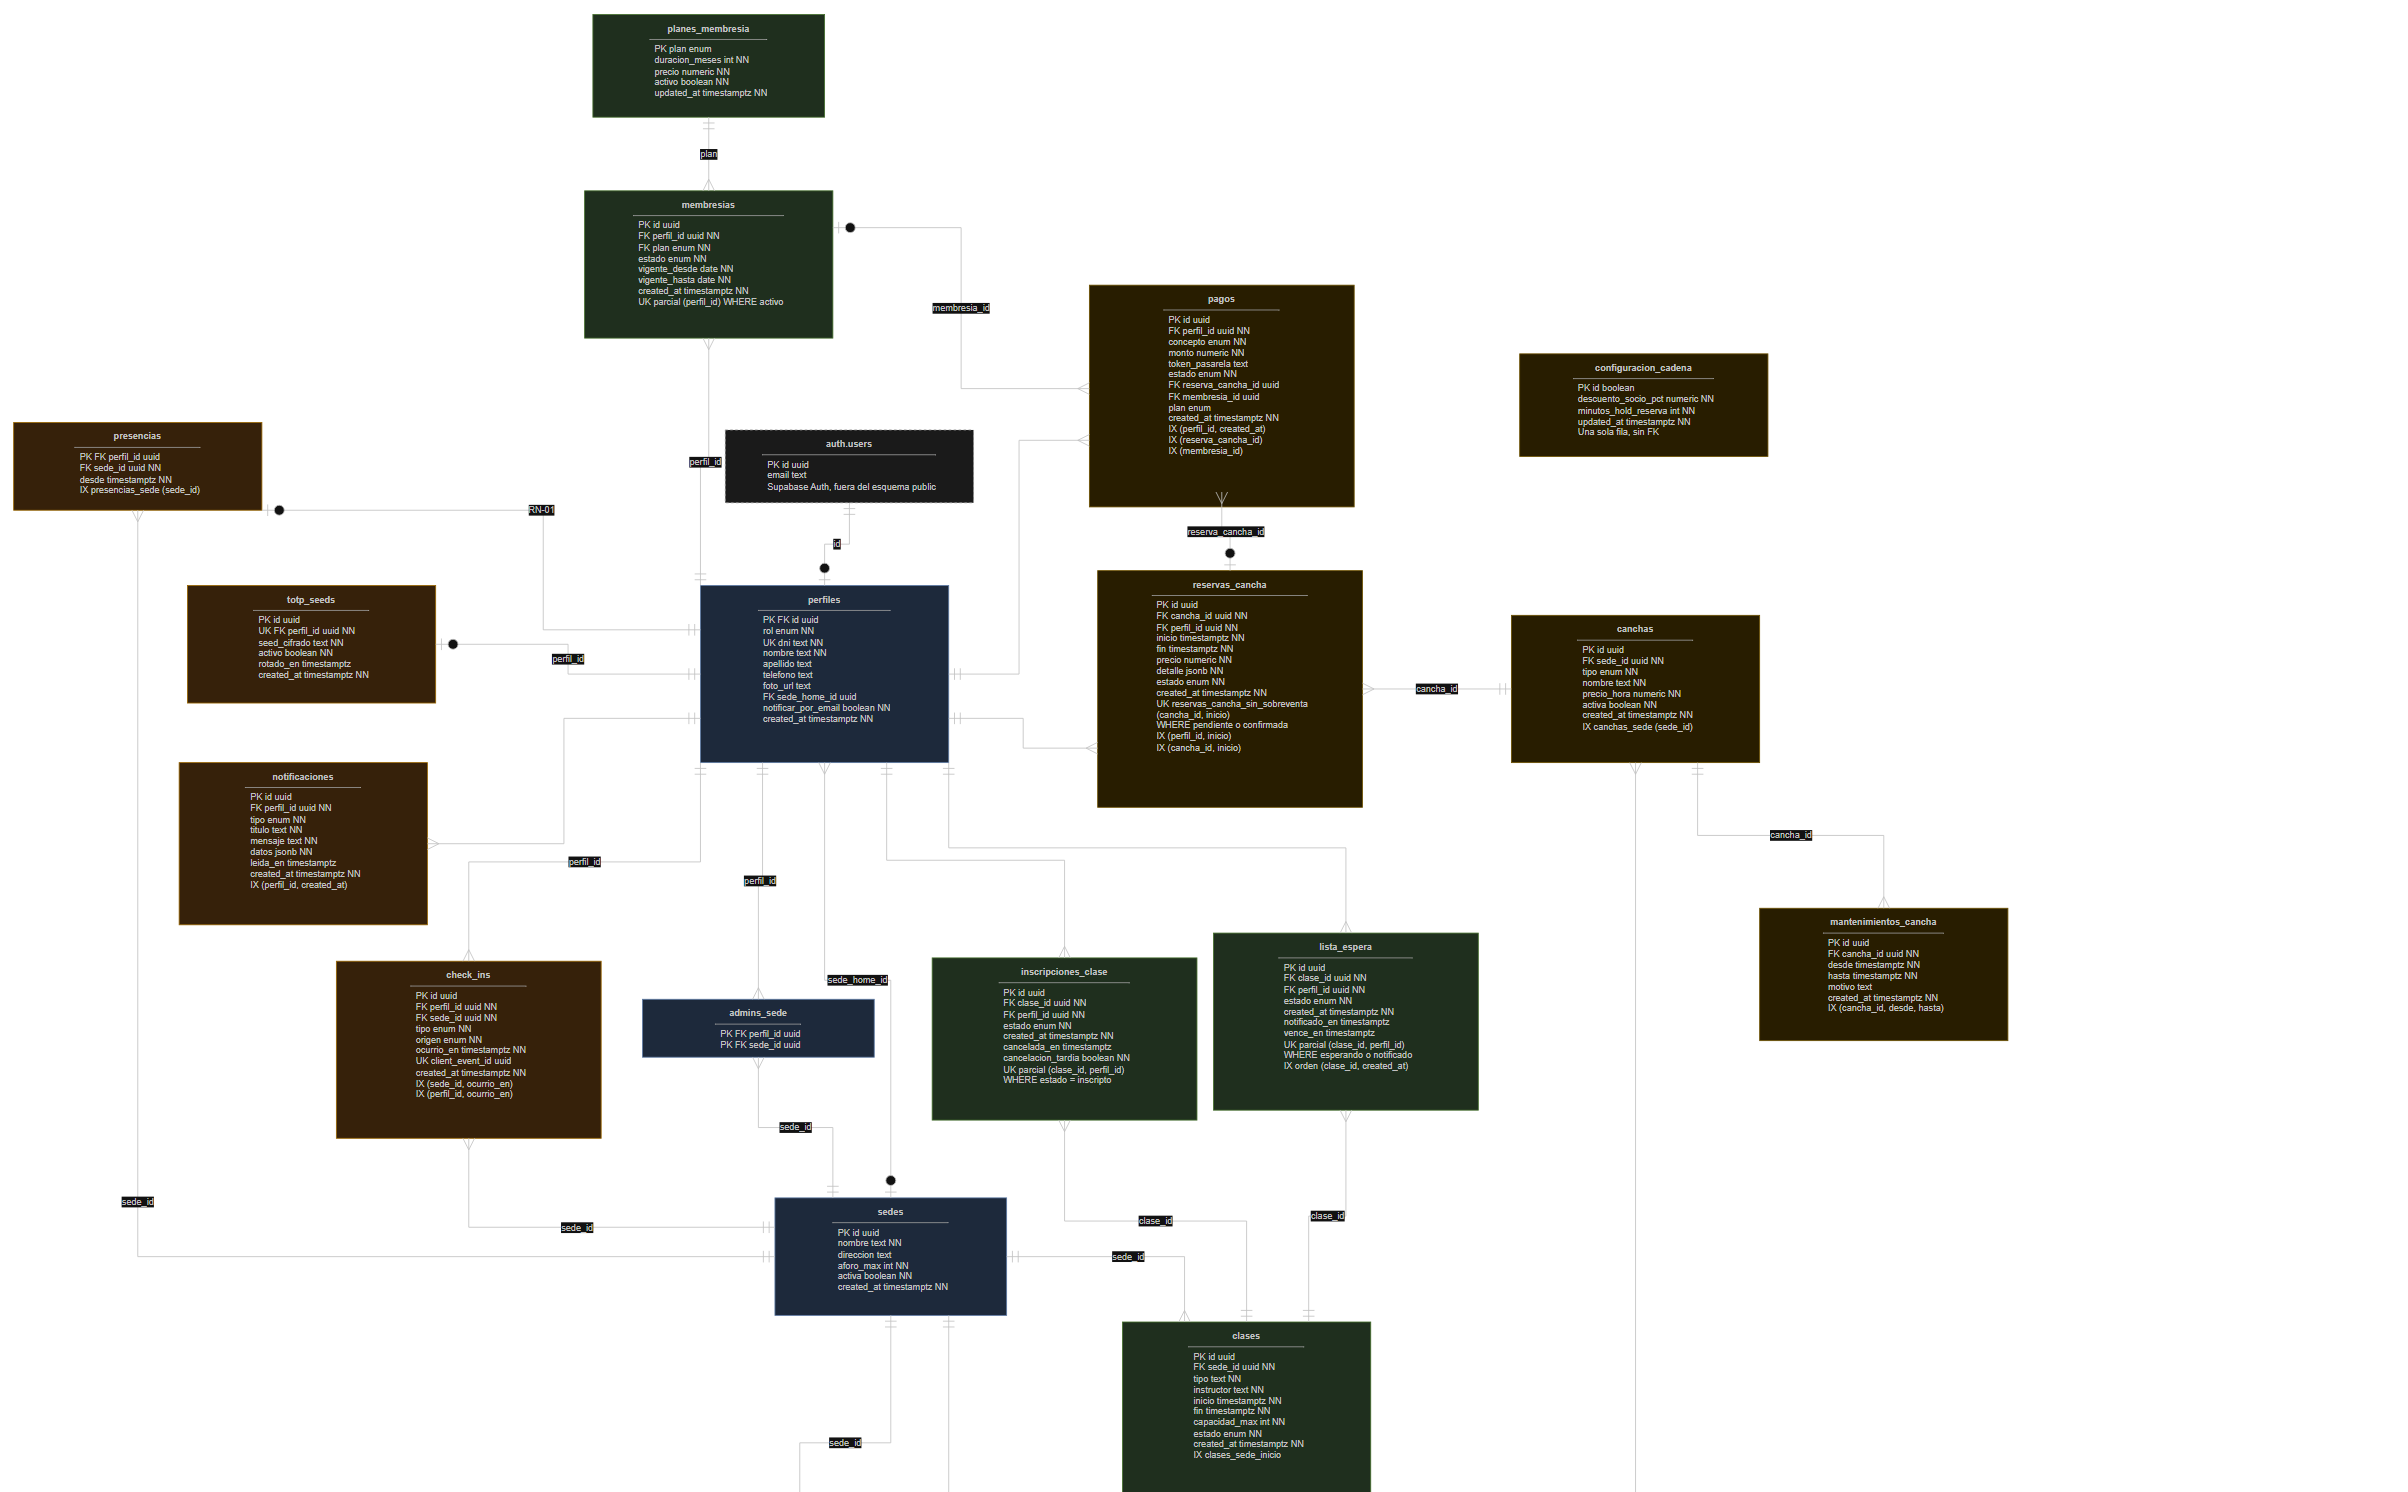 planes_membresia
PK plan enum
duracion_meses int NN
precio numeric NN
activo boolean NN
updated_at timestamptz NN
plan
membresias
PK id uuid
FK perfil_id uuid NN
FK plan enum NN
estado enum NN
vigente_desde date NN
vigente_hasta date NN
created_at timestamptz NN
UK parcial (perfil_id) WHERE activo
membresia_id
pagos
PK id uuid
FK perfil_id uuid NN
concepto enum NN
monto numeric NN
token_pasarela text
estado enum NN
FK reserva_cancha_id uuid
FK membresia_id uuid
plan enum
created_at timestamptz NN
IX (perfil_id, created_at)
IX (reserva_cancha_id)
IX (membresia_id)
configuracion_cadena
PK id boolean
descuento_socio_pct numeric NN
minutos_hold_reserva int NN
updated_at timestamptz NN
Una sola fila, sin FK
presencias
PK FK perfil_id uuid
FK sede_id uuid NN
desde timestamptz NN
IX presencias_sede (sede_id)
perfil_id
auth.users
PK id uuid
email text
Supabase Auth, fuera del esquema public
RN-01
id
reserva_cancha_id
totp_seeds
PK id uuid
UK FK perfil_id uuid NN
seed_cifrado text NN
activo boolean NN
rotado_en timestamptz
created_at timestamptz NN
perfil_id
perfiles
PK FK id uuid
rol enum NN
UK dni text NN
nombre text NN
apellido text
telefono text
foto_url text
FK sede_home_id uuid
notificar_por_email boolean NN
created_at timestamptz NN
reservas_cancha
PK id uuid
FK cancha_id uuid NN
FK perfil_id uuid NN
inicio timestamptz NN
fin timestamptz NN
precio numeric NN
detalle jsonb NN
estado enum NN
created_at timestamptz NN
UK reservas_cancha_sin_sobreventa
(cancha_id, inicio)
WHERE pendiente o confirmada
IX (perfil_id, inicio)
IX (cancha_id, inicio)
cancha_id
canchas
PK id uuid
FK sede_id uuid NN
tipo enum NN
nombre text NN
precio_hora numeric NN
activa boolean NN
created_at timestamptz NN
IX canchas_sede (sede_id)
notificaciones
PK id uuid
FK perfil_id uuid NN
tipo enum NN
titulo text NN
mensaje text NN
datos jsonb NN
leida_en timestamptz
created_at timestamptz NN
IX (perfil_id, created_at)
perfil_id
perfil_id
cancha_id
mantenimientos_cancha
PK id uuid
FK cancha_id uuid NN
desde timestamptz NN
hasta timestamptz NN
motivo text
created_at timestamptz NN
IX (cancha_id, desde, hasta)
check_ins
PK id uuid
FK perfil_id uuid NN
FK sede_id uuid NN
tipo enum NN
origen enum NN
ocurrio_en timestamptz NN
UK client_event_id uuid
created_at timestamptz NN
IX (sede_id, ocurrio_en)
IX (perfil_id, ocurrio_en)
sede_home_id
admins_sede
PK FK perfil_id uuid
PK FK sede_id uuid
inscripciones_clase
PK id uuid
FK clase_id uuid NN
FK perfil_id uuid NN
estado enum NN
created_at timestamptz NN
cancelada_en timestamptz
cancelacion_tardia boolean NN
UK parcial (clase_id, perfil_id)
WHERE estado = inscripto
lista_espera
PK id uuid
FK clase_id uuid NN
FK perfil_id uuid NN
estado enum NN
created_at timestamptz NN
notificado_en timestamptz
vence_en timestamptz
UK parcial (clase_id, perfil_id)
WHERE esperando o notificado
IX orden (clase_id, created_at)
sede_id
sede_id
sede_id
clase_id
clase_id
sedes
PK id uuid
nombre text NN
direccion text
aforo_max int NN
activa boolean NN
created_at timestamptz NN
sede_id
clases
PK id uuid
FK sede_id uuid NN
tipo text NN
instructor text NN
inicio timestamptz NN
fin timestamptz NN
capacidad_max int NN
estado enum NN
created_at timestamptz NN
IX clases_sede_inicio
sede_id